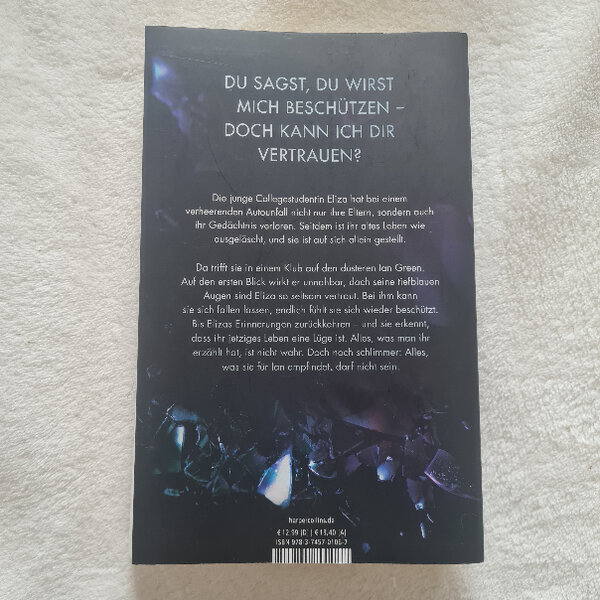 DU SAGST, DU WIRST
MICH BESCHÜTZEN –
DOCH KANN ICH DIR
VERTRAUEN?
Die junge Collegestudentin Eliza hat bei einem
verheerenden Autounfall nicht nur ihre Eltern, sondern auch
ihr Gedächtnis verloren. Seitdem ist ihr altes Leben wie
ausgelöscht, und sie ist auf sich allein gestellt.
Da trifft sie in einem Klub auf den düsteren Ian Green.
Auf den ersten Blick wirkt er unnahbar, doch seine tiefblauen
Augen sind Eliza so seltsam vertraut. Bei ihm kann
sie sich fallen lassen, endlich fühlt sie sich wieder beschützt.
Bis Elizas Erinnerungen zurückkehren – und sie erkennt,
dass ihr jetziges Leben eine Lüge ist. Alles, was man ihr
erzählt hat, ist nicht wahr. Doch noch schlimmer: Alles,
was sie für Ian empfindet, darf nicht sein.
harpercollins.de
€ 12,99 [D] | € 13,40 [A]
ISBN